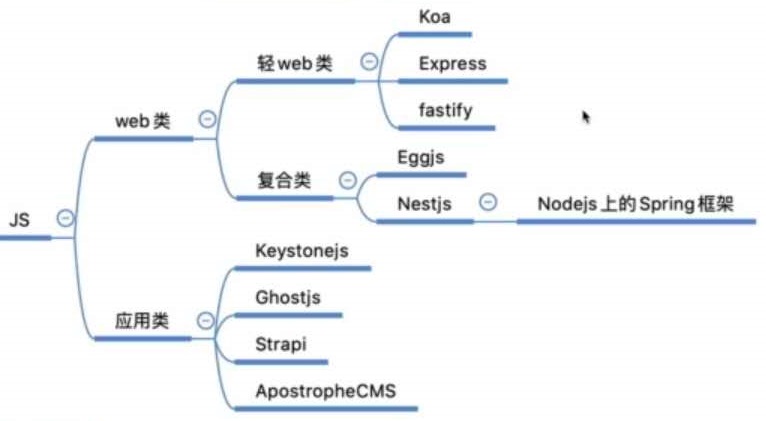 JS
web类
轻web类
Koa
Express
fastify
复合类
Eggjs
Nestjs
Nodejs上的Spring框架
应用类
Keystonejs
Ghostjs
Strapi
ApostropheCMS